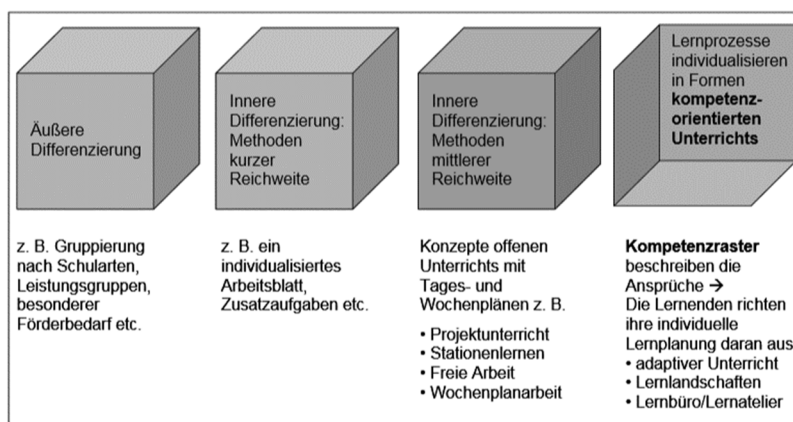 Äußere
Differenzierung
Innere
Differenzierung:
Methoden
kurzer
Reichweite
Innere
Differenzierung:
Methoden
mittlerer
Reichweite
Lernprozesse
individualisieren
in Formen
kompetenz-
orientierten
Unterrichts
z. B. Gruppierung
nach Schularten,
Leistungsgruppen,
besonderer
Förderbedarf etc.
z. B. ein
individualisiertes
Arbeitsblatt,
Zusatzaufgaben etc.
Konzepte offenen
Unterrichts mit
Tages- und
Wochenplänen z. B.
• Projektunterricht
• Stationenlernen
• Freie Arbeit
• Wochenplanarbeit
Kompetenzraster
beschreiben die
Ansprüche →
Die Lernenden richten
ihre individuelle
Lernplanung daran aus
• adaptiver Unterricht
• Lernlandschaften
• Lernbüro/Lernatelier